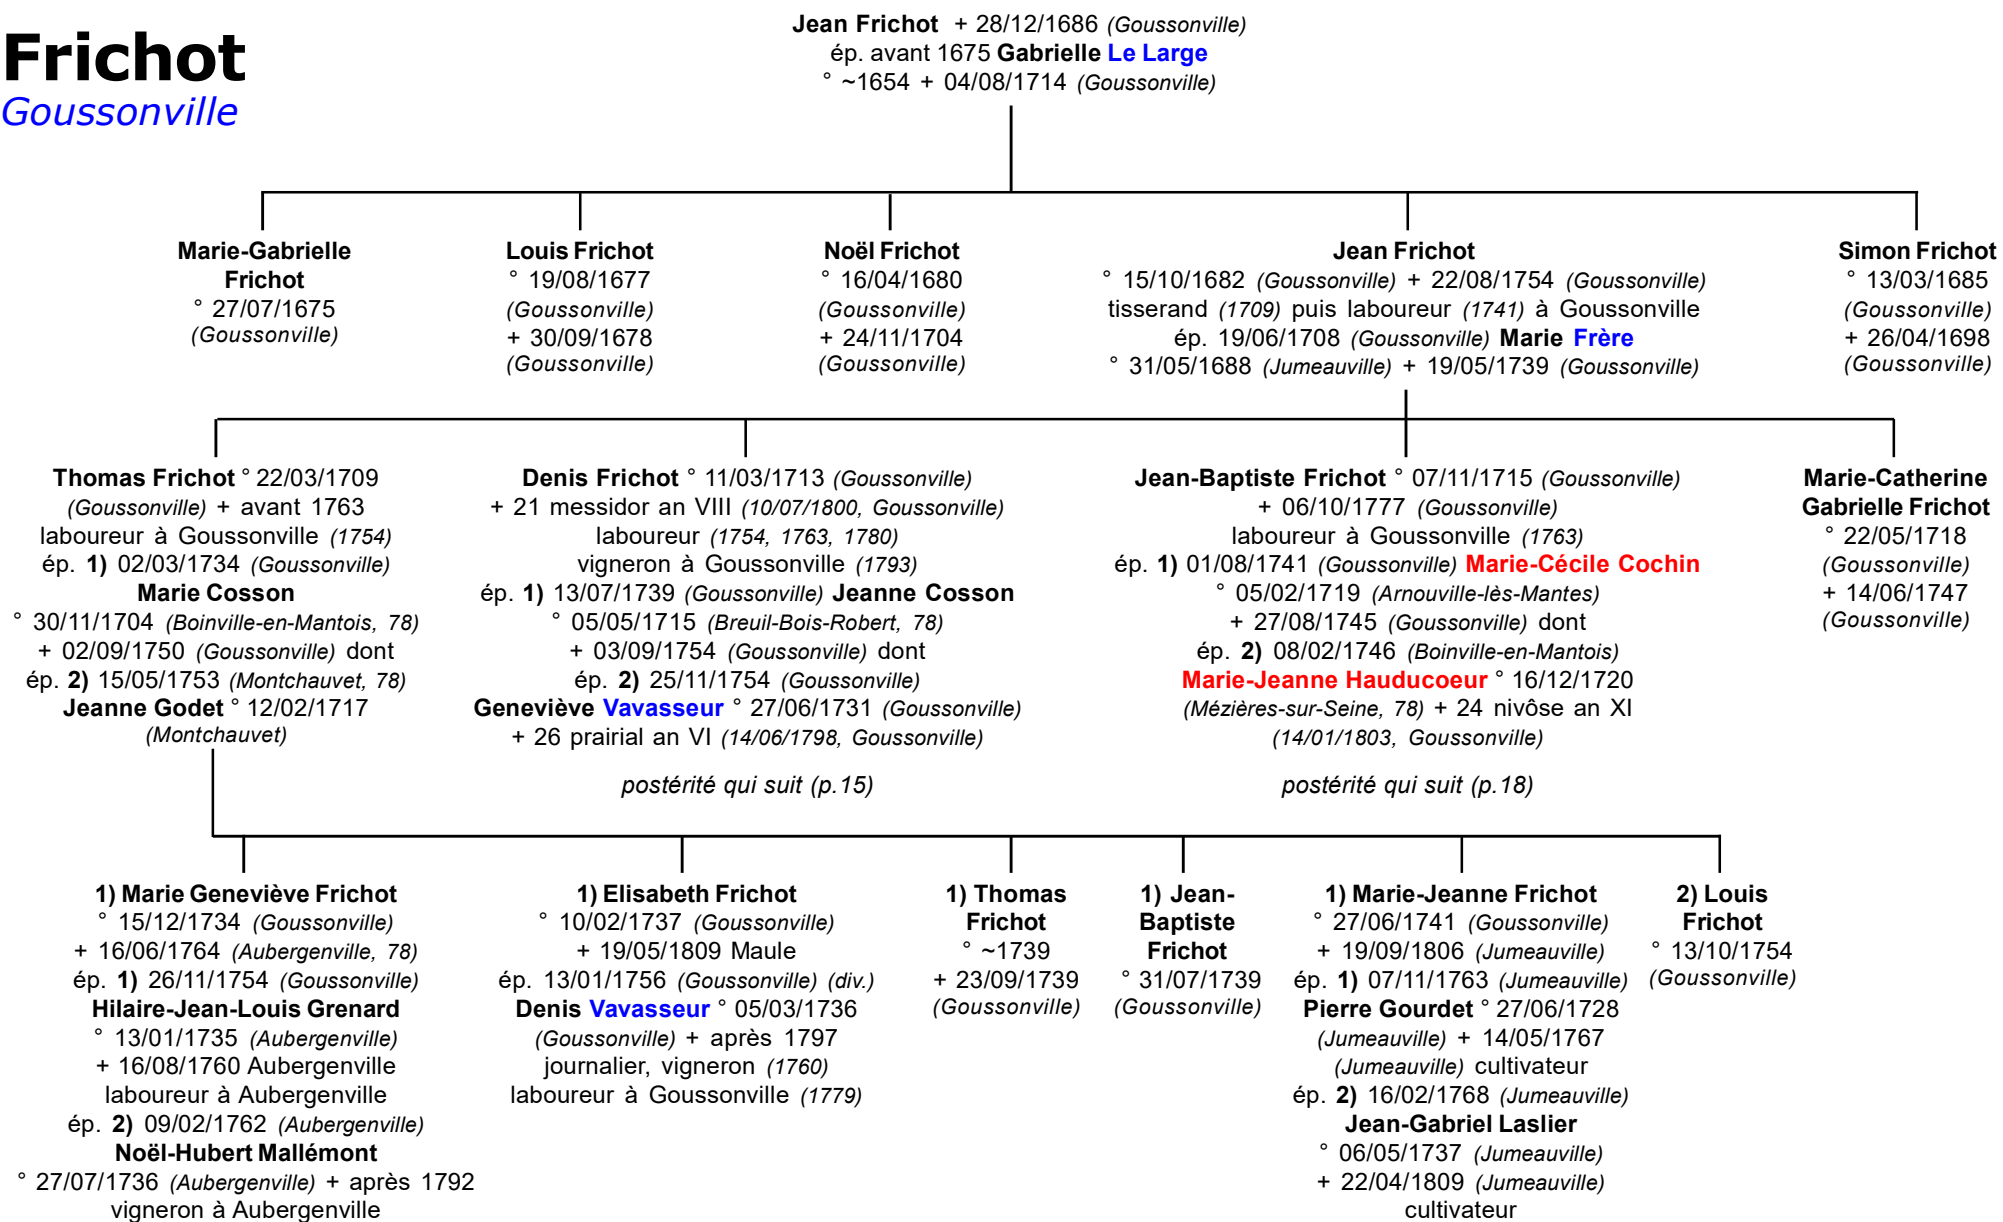 Frichot
Goussonville
Jean Frichot + 28/12/1686 (Goussonville)
ép. avant 1675 Gabrielle Le Large
° ~1654 + 04/08/1714 (Goussonville)
Marie-Gabrielle
Frichot
° 27/07/1675
(Goussonville)
Louis Frichot
° 19/08/1677
(Goussonville)
+ 30/09/1678
(Goussonville)
Noël Frichot
° 16/04/1680
(Goussonville)
+ 24/11/1704
(Goussonville)
Jean Frichot
° 15/10/1682 (Goussonville) + 22/08/1754 (Goussonville)
tisserand (1709) puis laboureur (1741) à Goussonville
ép. 19/06/1708 (Goussonville) Marie Frère
° 31/05/1688 (Jumeauville) + 19/05/1739 (Goussonville)
Simon Frichot
° 13/03/1685
(Goussonville)
+ 26/04/1698
(Goussonville)
Thomas Frichot ° 22/03/1709
(Goussonville) + avant 1763
laboureur à Goussonville (1754)
ép. 1) 02/03/1734 (Goussonville)
Marie Cosson
° 30/11/1704 (Boinville-en-Mantois, 78)
+ 02/09/1750 (Goussonville) dont
ép. 2) 15/05/1753 (Montchauvet, 78)
Jeanne Godet ° 12/02/1717
(Montchauvet)
Denis Frichot ° 11/03/1713 (Goussonville)
+ 21 messidor an VIII (10/07/1800, Goussonville)
laboureur (1754, 1763, 1780)
vigneron à Goussonville (1793)
ép. 1) 13/07/1739 (Goussonville) Jeanne Cosson
° 05/05/1715 (Breuil-Bois-Robert, 78)
+ 03/09/1754 (Goussonville) dont
ép. 2) 25/11/1754 (Goussonville)
Geneviève Vavasseur ° 27/06/1731 (Goussonville)
+ 26 prairial an VI (14/06/1798, Goussonville)
postérité qui suit (p.15)
Jean-Baptiste Frichot ° 07/11/1715 (Goussonville)
+ 06/10/1777 (Goussonville)
laboureur à Goussonville (1763)
ép. 1) 01/08/1741 (Goussonville) Marie-Cécile Cochin
° 05/02/1719 (Arnouville-lès-Mantes)
+ 27/08/1745 (Goussonville) dont
ép. 2) 08/02/1746 (Boinville-en-Mantois)
Marie-Jeanne Hauducoeur ° 16/12/1720
(Mézières-sur-Seine, 78) + 24 nivôse an XI
(14/01/1803, Goussonville)
postérité qui suit (p.18)
Marie-Catherine
Gabrielle Frichot
° 22/05/1718
(Goussonville)
+ 14/06/1747
(Goussonville)
1) Marie Geneviève Frichot
° 15/12/1734 (Goussonville)
+ 16/06/1764 (Aubergenville, 78)
ép. 1) 26/11/1754 (Goussonville)
Hilaire-Jean-Louis Grenard
° 13/01/1735 (Aubergenville)
+ 16/08/1760 Aubergenville
laboureur à Aubergenville
ép. 2) 09/02/1762 (Aubergenville)
Noël-Hubert Mallémont
° 27/07/1736 (Aubergenville) + après 1792
vigneron à Aubergenville
1) Elisabeth Frichot
° 10/02/1737 (Goussonville)
+ 19/05/1809 Maule
ép. 13/01/1756 (Goussonville) (div.)
Denis Vavasseur ° 05/03/1736
(Goussonville) + après 1797
journalier, vigneron (1760)
laboureur à Goussonville (1779)
1) Thomas
Frichot
° ~1739
+ 23/09/1739
(Goussonville)
1) Jean-
Baptiste
Frichot
° 31/07/1739
(Goussonville)
1) Marie-Jeanne Frichot
° 27/06/1741 (Goussonville)
+ 19/09/1806 (Jumeauville)
ép. 1) 07/11/1763 (Jumeauville)
Pierre Gourdet ° 27/06/1728
(Jumeauville) + 14/05/1767
(Jumeauville) cultivateur
ép. 2) 16/02/1768 (Jumeauville)
Jean-Gabriel Laslier
° 06/05/1737 (Jumeauville)
+ 22/04/1809 (Jumeauville)
cultivateur
2) Louis
Frichot
° 13/10/1754
(Goussonville)